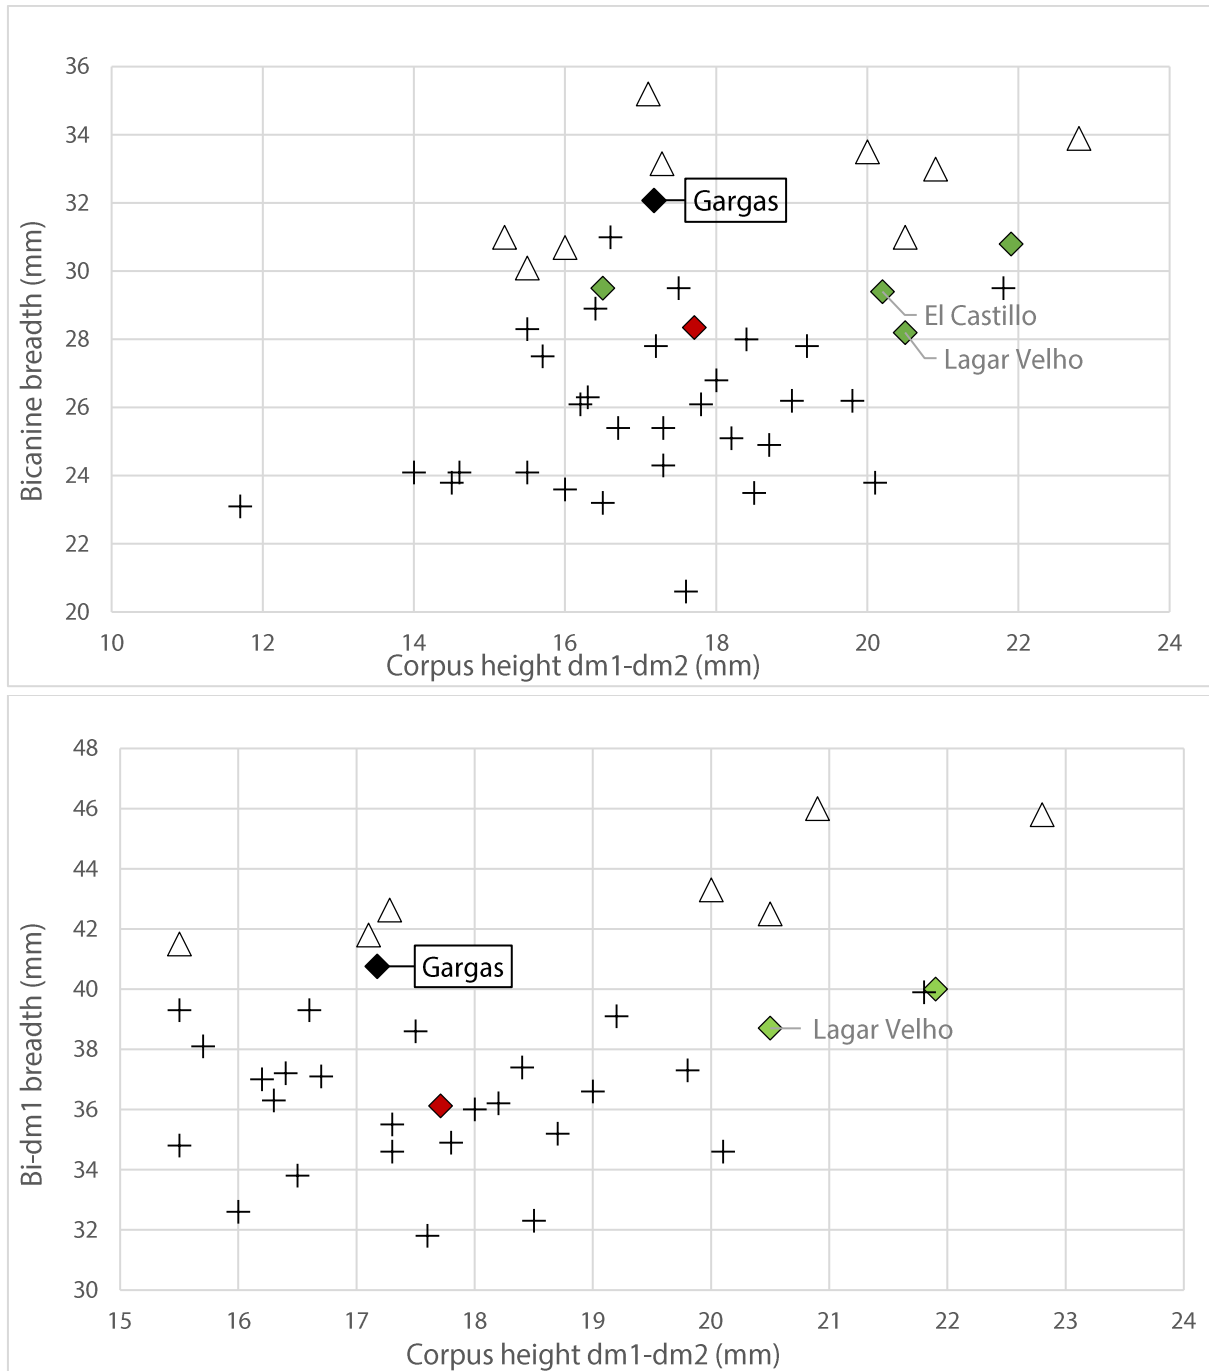 36
34
32
30
28
26
24
22
20
Bicanine breadth (mm)
Gargas
El Castillo
Lagar Velho
10 12 14 16 18 20 22 24
Corpus height dm1-dm2 (mm)
48
46
44
42
40
38
36
34
32
30
Bi-dm1 breadth (mm)
Gargas
Lagar Velho
15 16 17 18 19 20 21 22 23 24
Corpus height dm1-dm2 (mm)